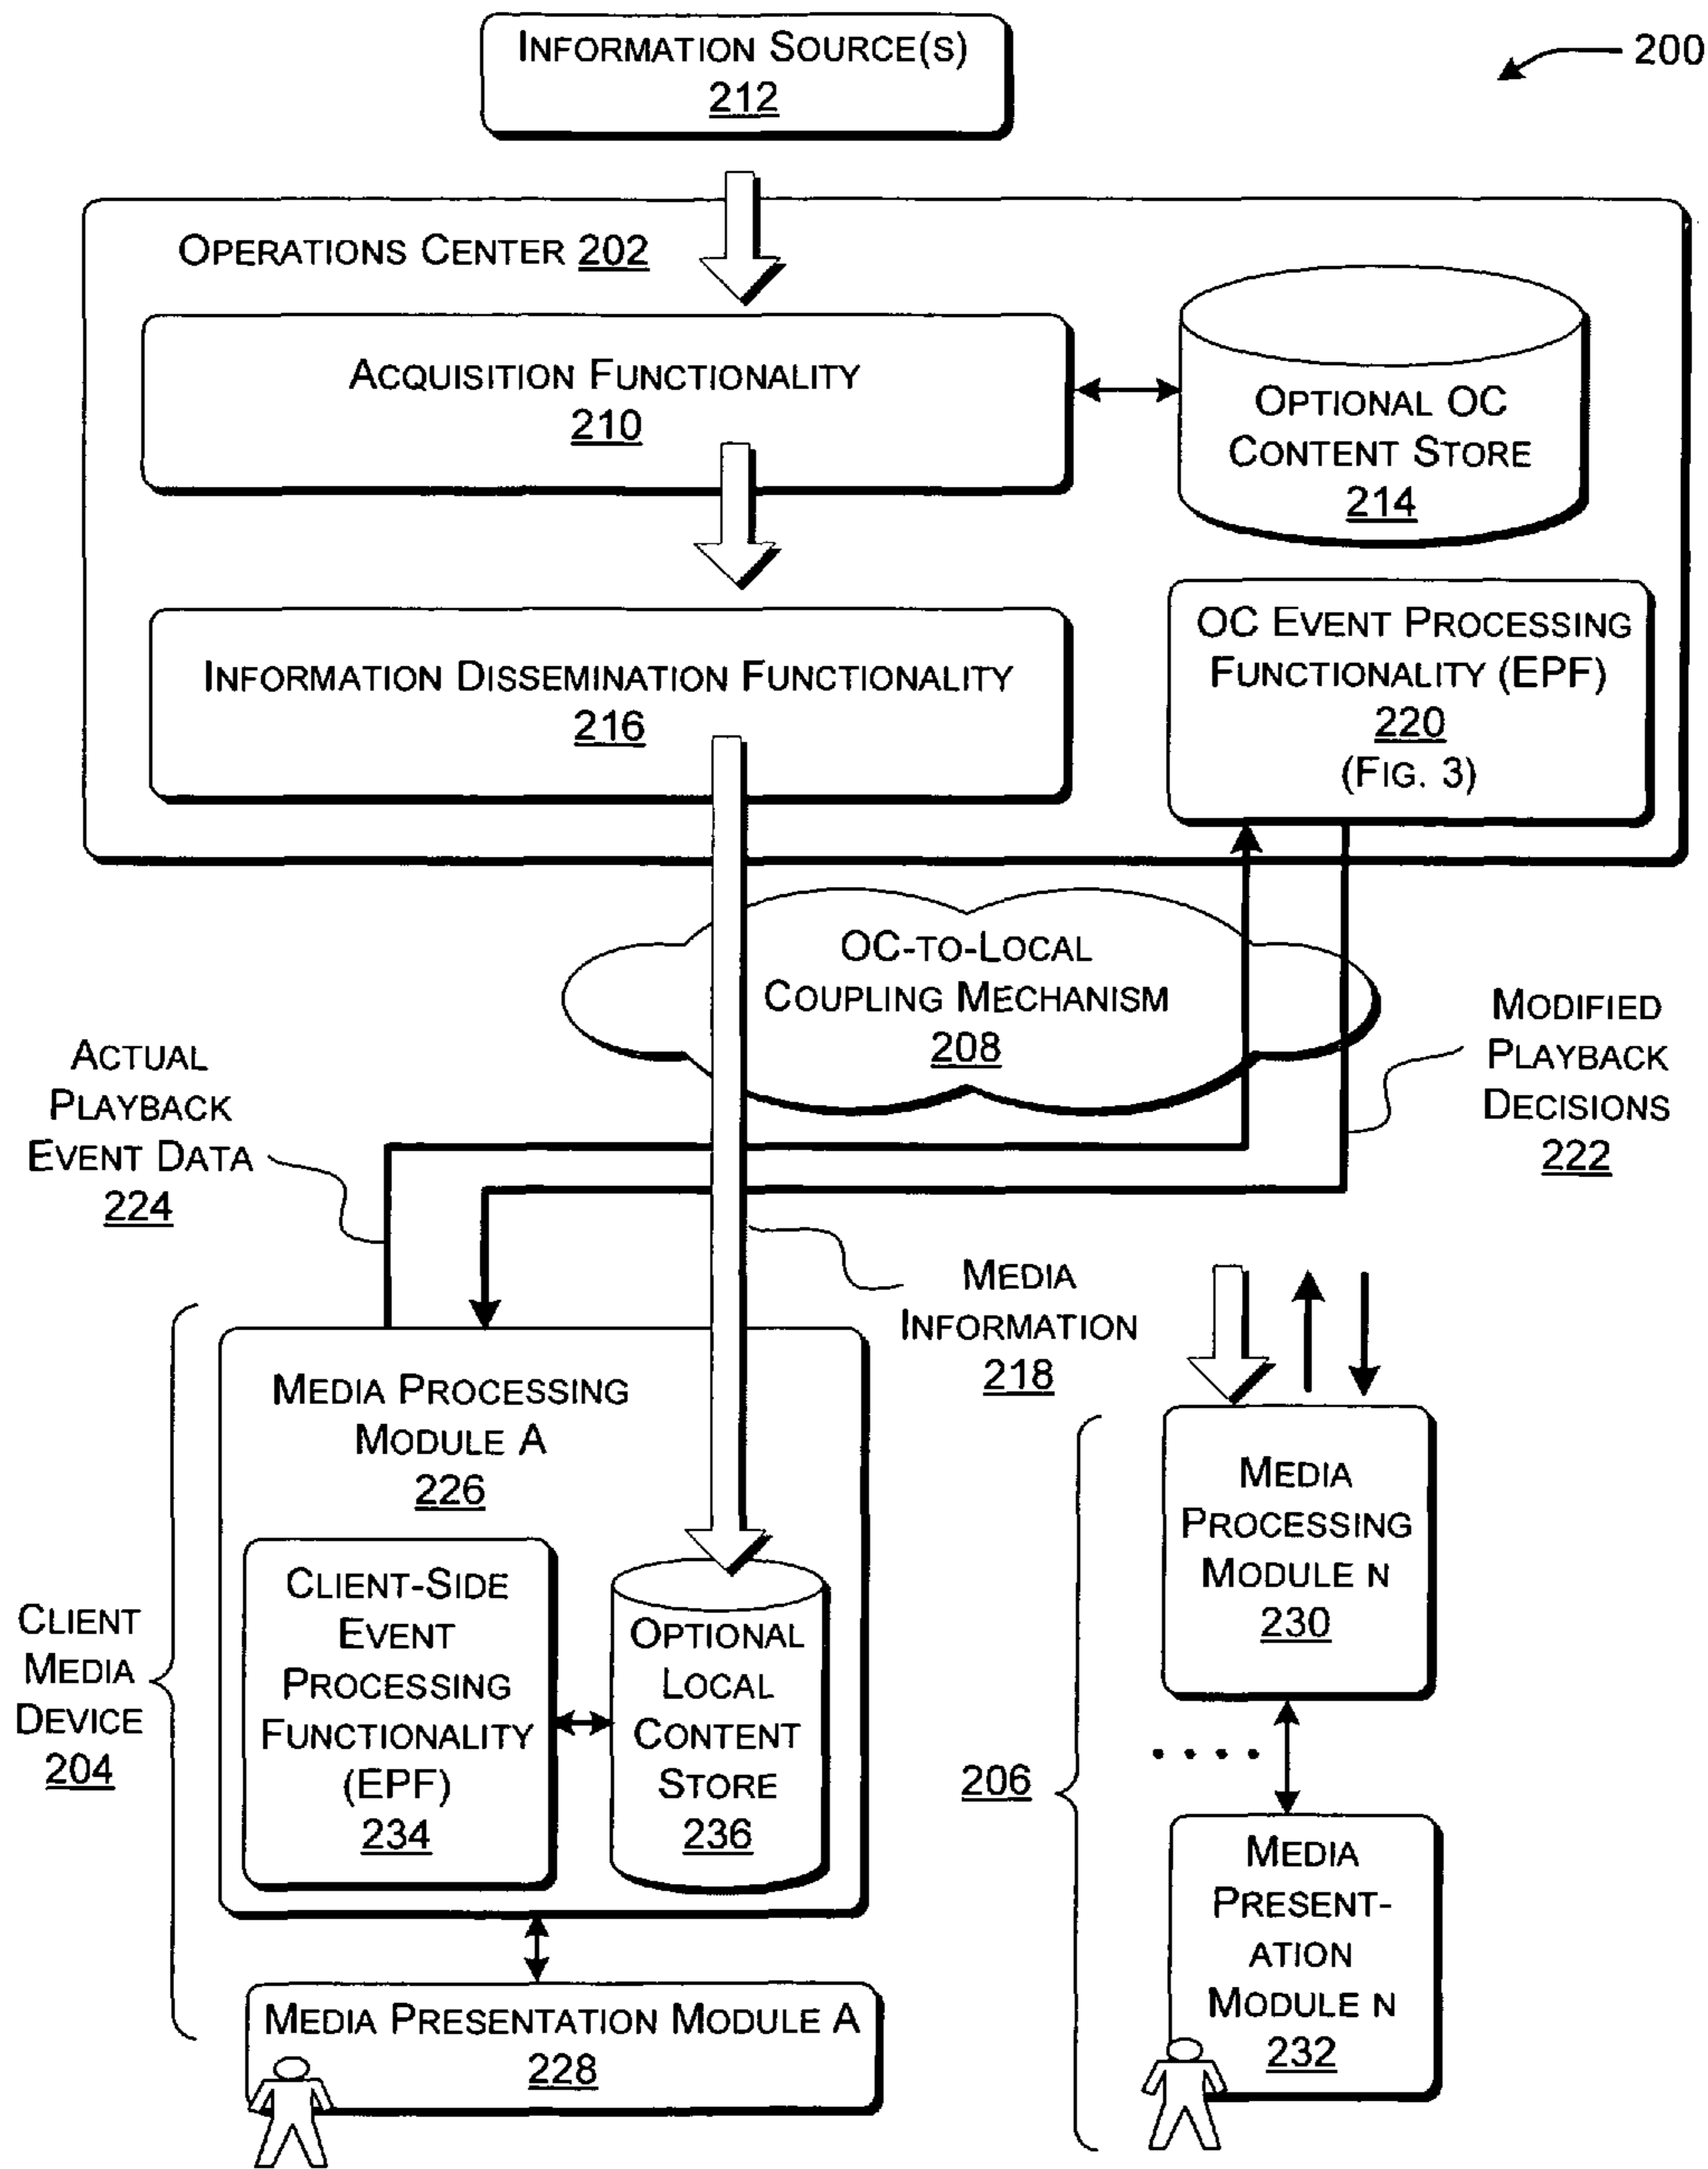 INFORMATION SOURCE(S)
212
200
OPERATIONS CENTER 202
ACQUISITION FUNCTIONALITY
210
OPTIONAL OC
CONTENT STORE
214
INFORMATION DISSEMINATION FUNCTIONALITY
216
OC EVENT PROCESSING
FUNCTIONALITY (EPF)
220
(FIG. 3)
OC-TO-LOCAL
COUPLING MECHANISM
208
ACTUAL
PLAYBACK
EVENT DATA
224
MODIFIED
PLAYBACK
DECISIONS
222
MEDIA
INFORMATION
218
MEDIA PROCESSING
MODULE A
226
CLIENT-SIDE
EVENT
PROCESSING
FUNCTIONALITY
(EPF)
234
OPTIONAL
LOCAL
CONTENT
STORE
236
CLIENT
MEDIA
DEVICE
204
MEDIA PRESENTATION MODULE A
228
206
MEDIA
PROCESSING
MODULE N
230
MEDIA
PRESENT-
ATION
MODULE N
232